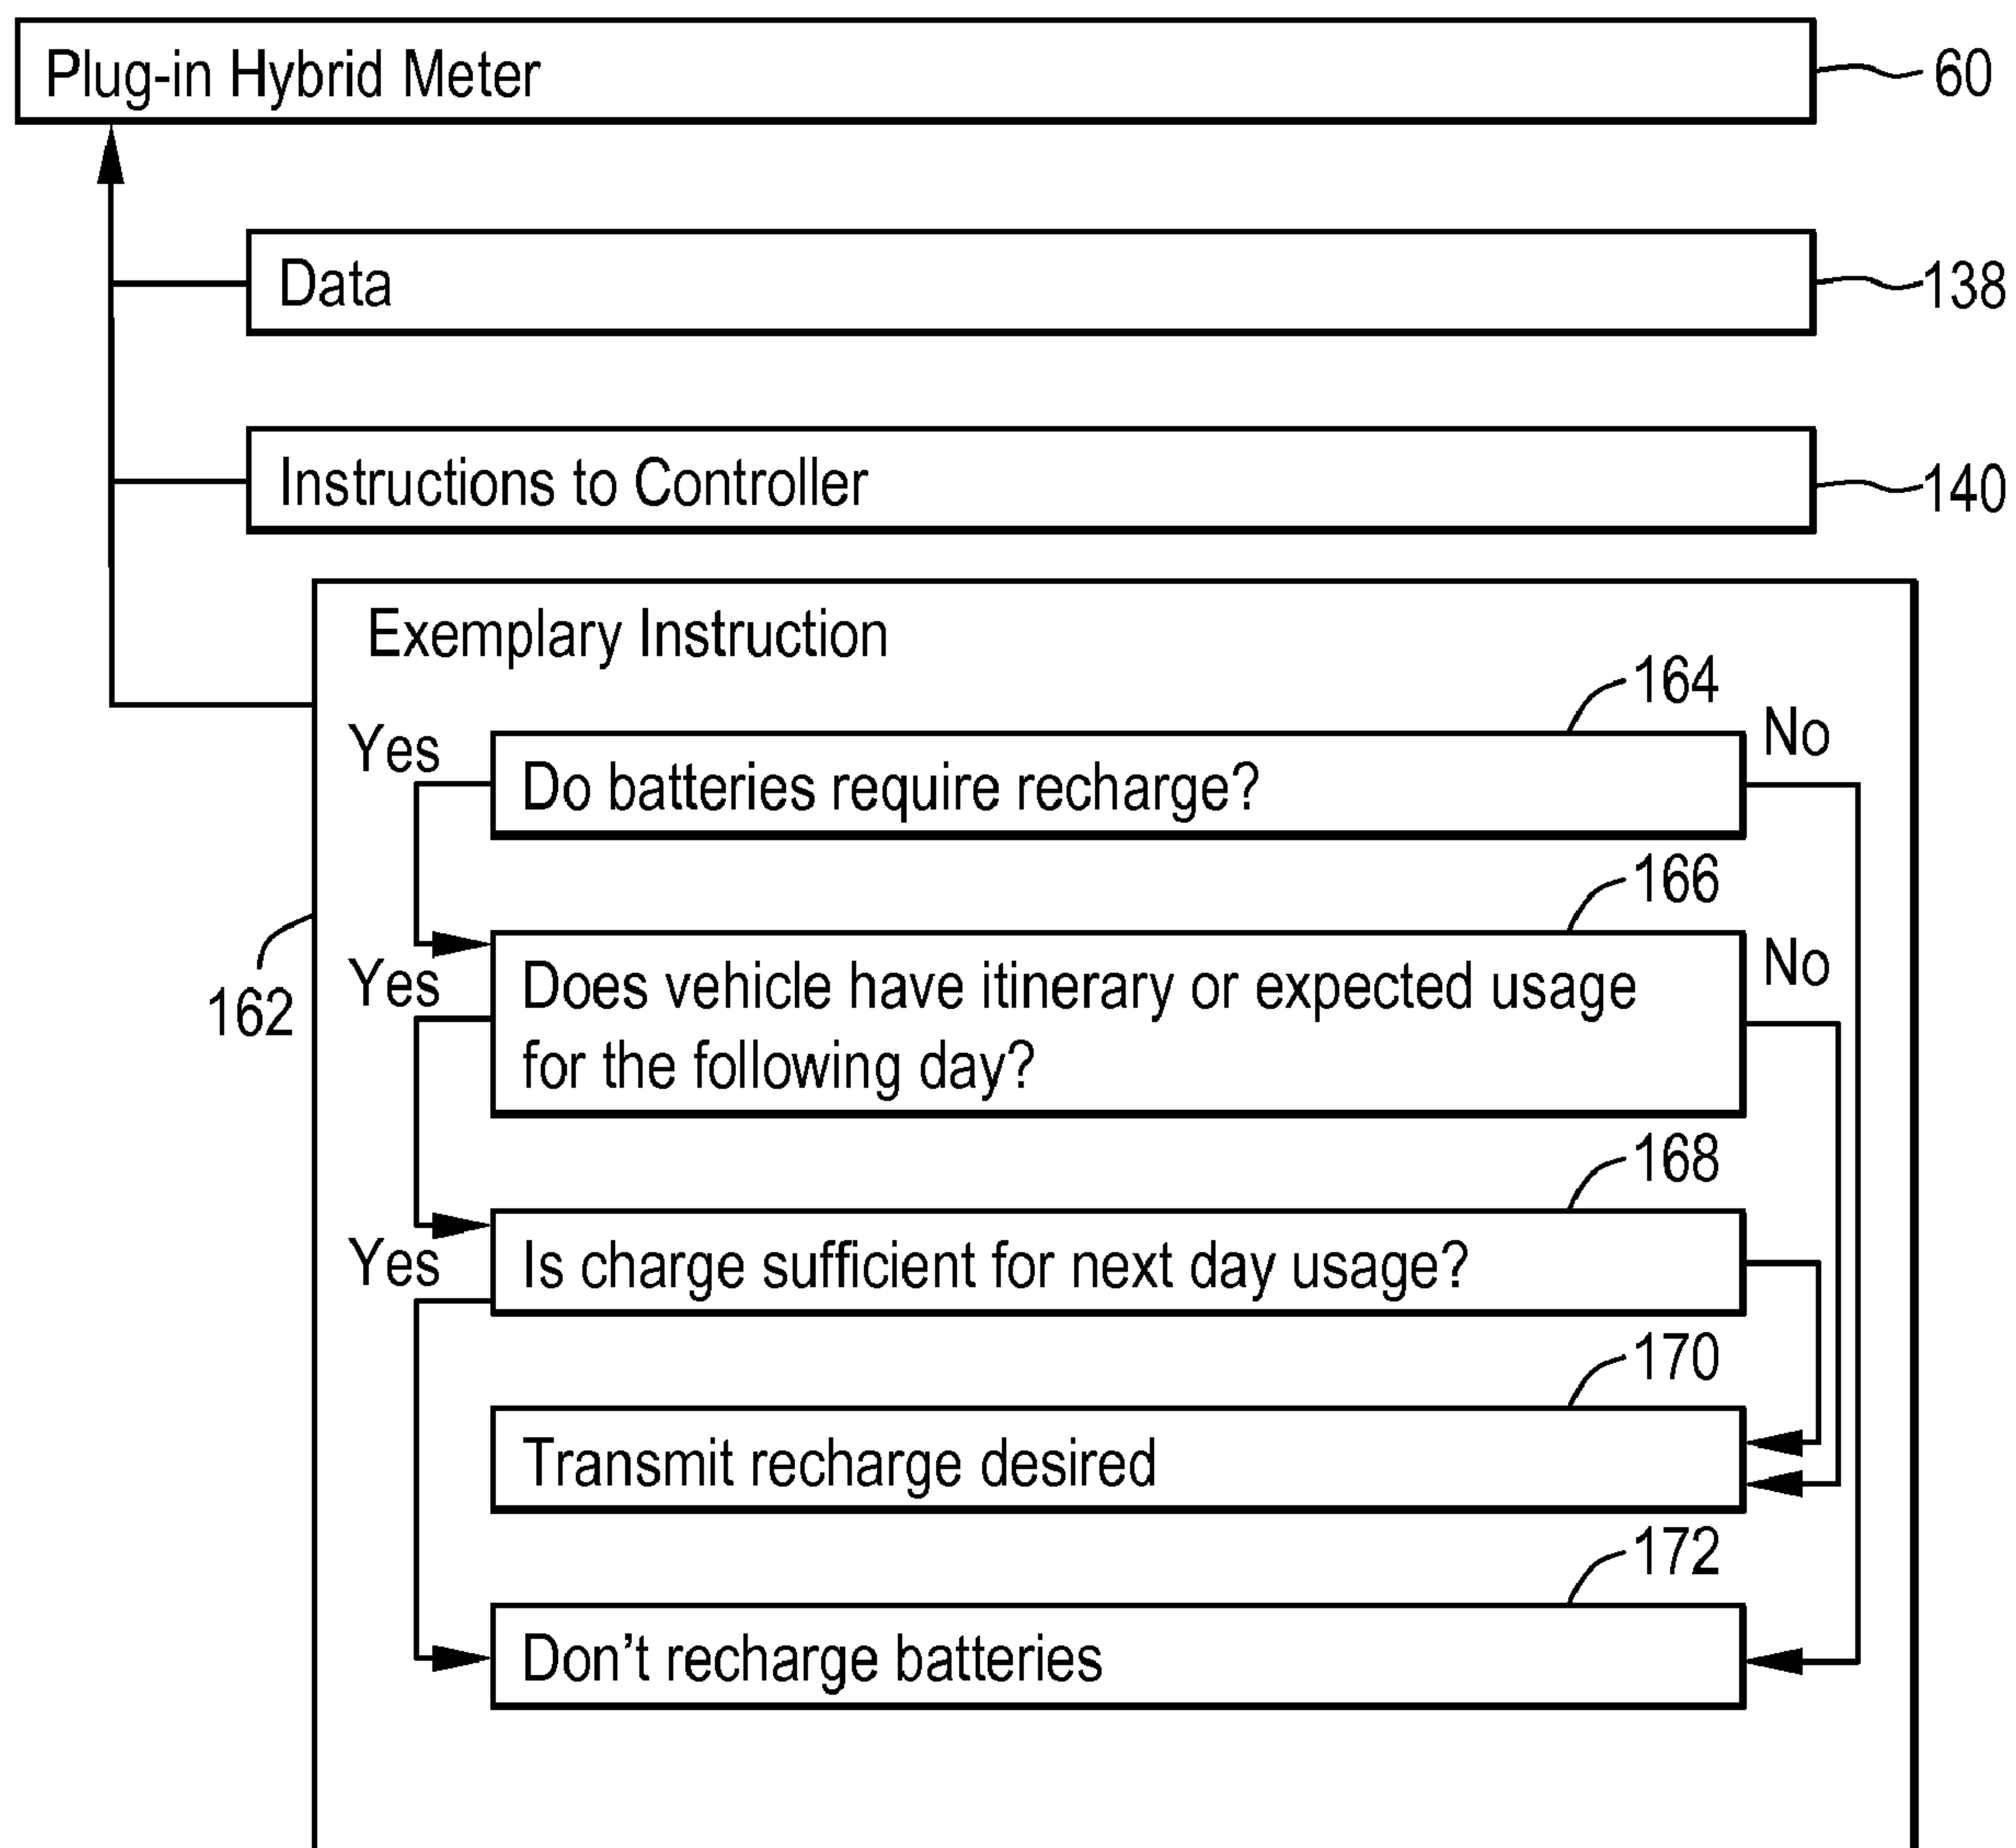 Plug-in Hybrid Meter
60
Data
138
Instructions to Controller
140
Exemplary Instruction
164
Yes
No
Do batteries require recharge?
166
Yes
No
Does vehicle have itinerary or expected usage
for the following day?
162
168
Yes
Is charge sufficient for next day usage?
170
Transmit recharge desired
172
Don't recharge batteries